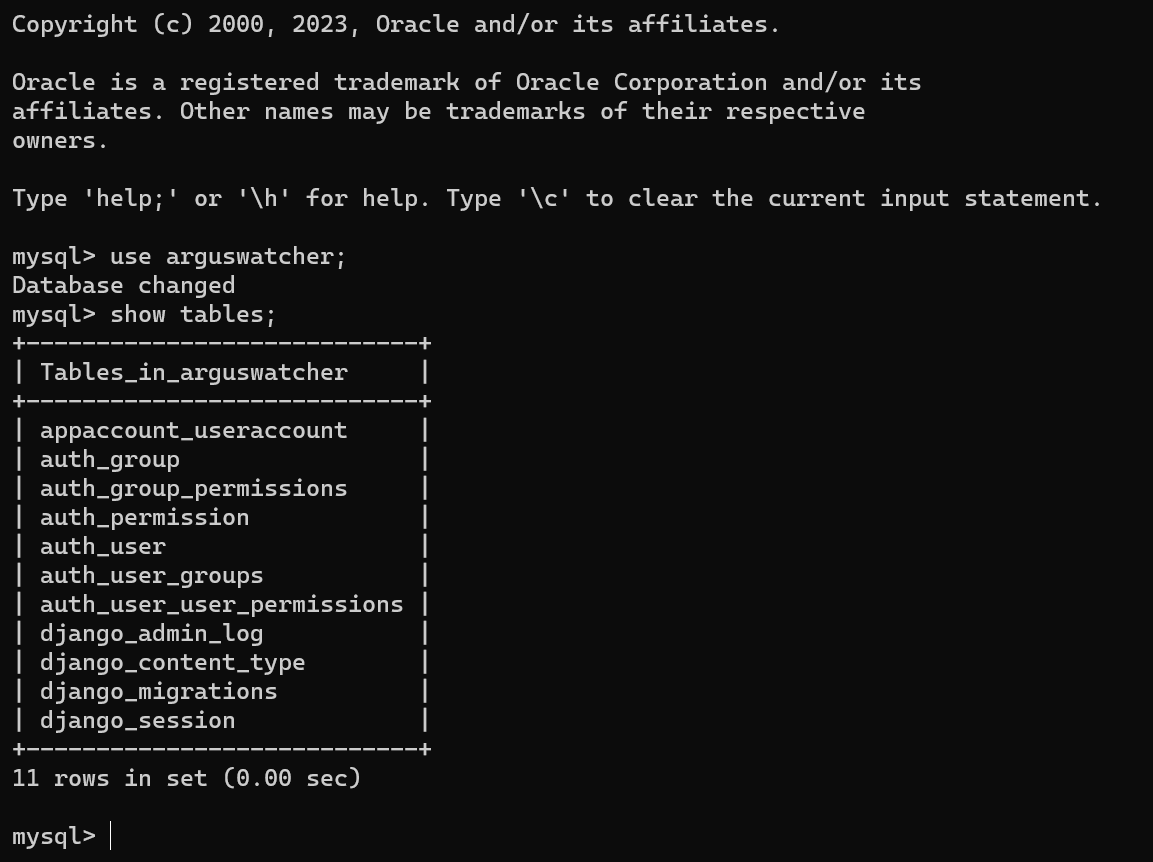 Copyright (c) 2000, 2023, Oracle and/or its affiliates.
Oracle is a registered trademark of Oracle Corporation and/or its
affiliates. Other names may be trademarks of their respective
owners.
Type 'help;' or '\h' for help. Type '\c' to clear the current input statement.
mysql> use arguswatcher;
Database changed
mysql> show tables;
+----------------------------+
| Tables_in_arguswatcher     |
+----------------------------+
| appaccount_useraccount     |
| auth_group                 |
| auth_group_permissions     |
| auth_permission            |
| auth_user                  |
| auth_user_groups           |
| auth_user_user_permissions |
| django_admin_log           |
| django_content_type        |
| django_migrations          |
| django_session             |
+----------------------------+
11 rows in set (0.00 sec)
mysql>